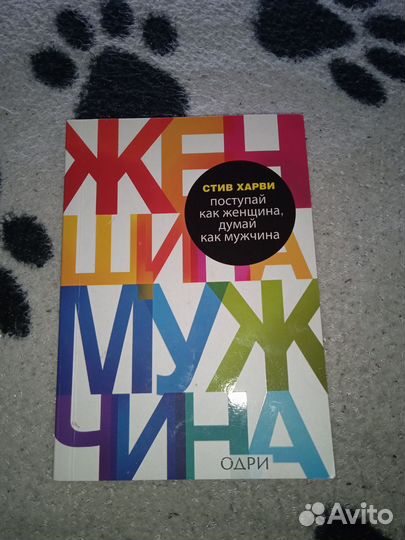 ЖЕН
ЩИНА
СТИВ ХАРВИ
поступай
как женщина,
думай
как мужчина
МУЖ
ЧИНА
ОДРИ
Avito